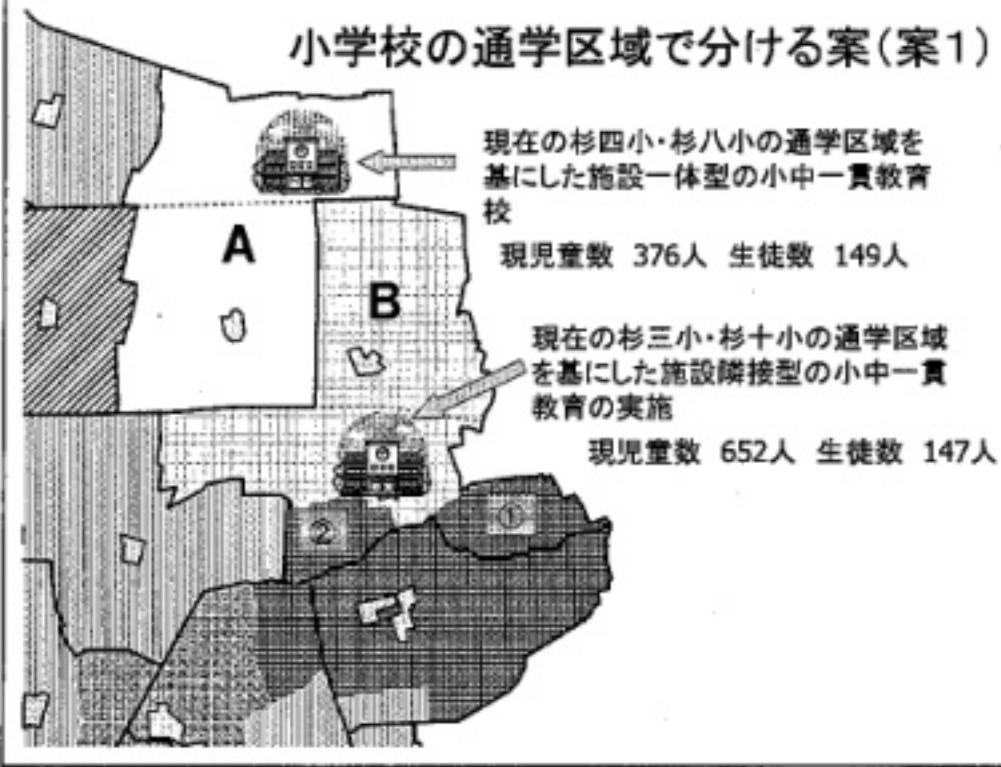 小学校の通学区域で分ける案(案1)
現在の杉四小・杉八小の通学区域を
基にした施設一体型の小中一貫教育
校
現児童数 376人 生徒数 149人
A
B
現在の杉三小・杉十小の通学区域
を基にした施設隣接型の小中一貫
教育の実施
現児童数 652人 生徒数 147人
①
②